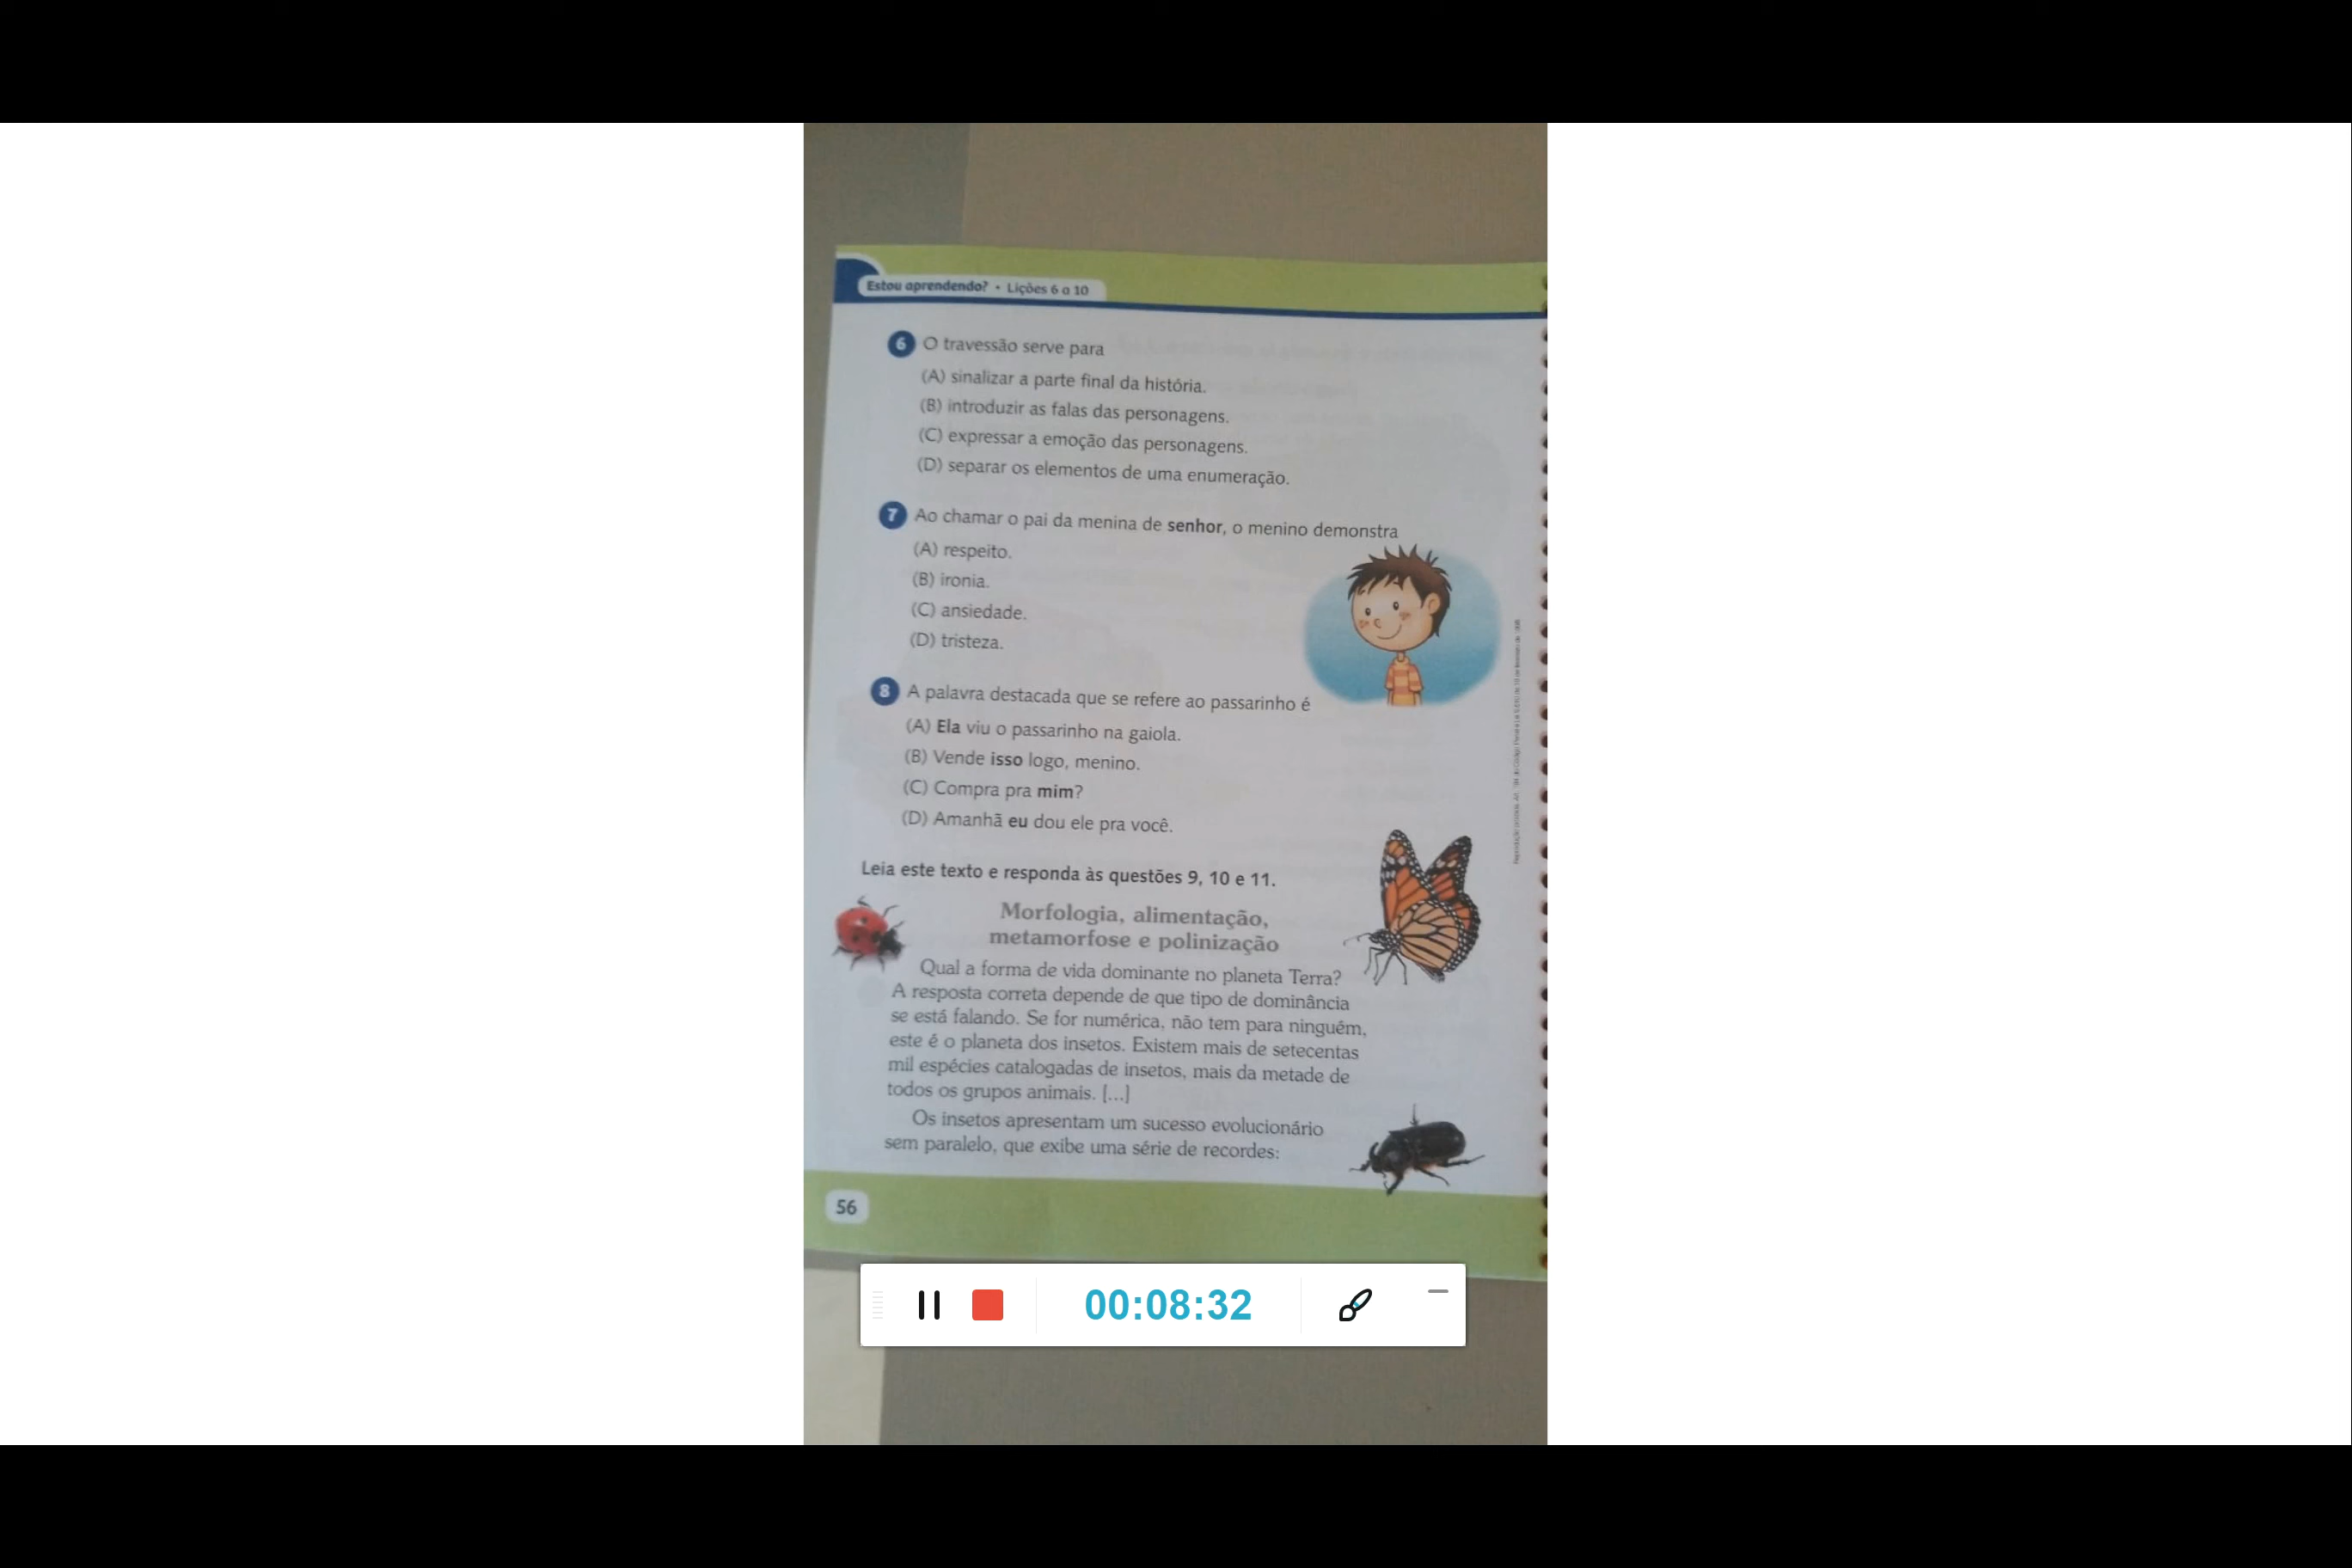 Estou aprendendo? • Lições 6 a 10
6 O travessão serve para
(A) sinalizar a parte final da história.
(B) introduzir as falas das personagens.
(C) expressar a emoção das personagens.
(D) separar os elementos de uma enumeração.
7 Ao chamar o pai da menina de senhor, o menino demonstra
(A) respeito.
(B) ironia.
(C) ansiedade.
(D) tristeza.
8 A palavra destacada que se refere ao passarinho é
(A) Ela viu o passarinho na gaiola.
(B) Vende isso logo, menino.
(C) Compra pra mim?
(D) Amanhã eu dou ele pra você.
Leia este texto e responda às questões 9, 10 e 11.
Morfologia, alimentação,
metamorfose e polinização
Qual a forma de vida dominante no planeta Terra?
A resposta correta depende de que tipo de dominância
se está falando. Se for numérica, não tem para ninguém,
este é o planeta dos insetos. Existem mais de setecentas
mil espécies catalogadas de insetos, mais da metade de
todos os grupos animais. [...]
Os insetos apresentam um sucesso evolucionário
sem paralelo, que exibe uma série de recordes:
56
00:08:32